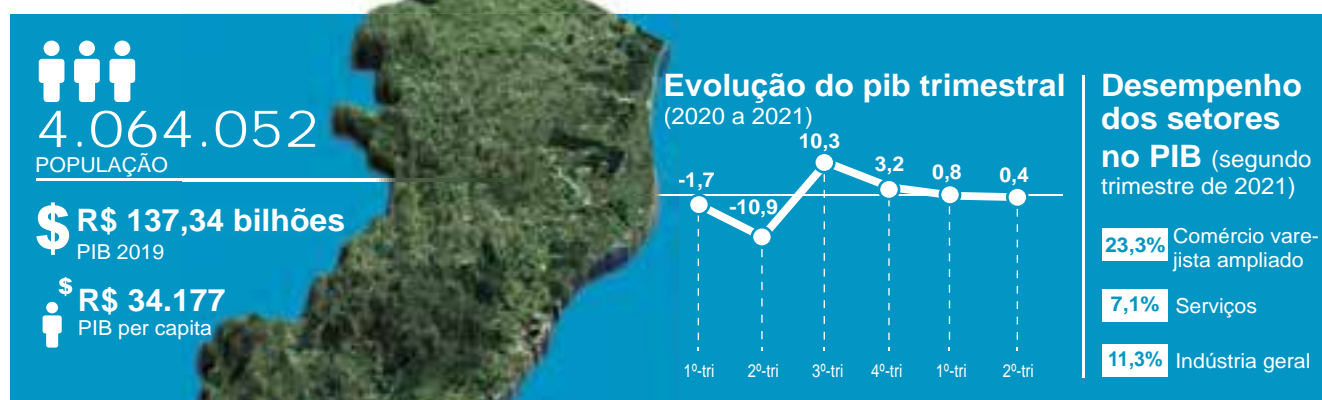 4.064.052
POPULAÇÃO
$ R$ 137,34 bilhões
PIB 2019
$ R$ 34.177
PIB per capita
Evolução do pib trimestral
(2020 a 2021)
-1,7
-10,9
10,3
3,2
0,8
0,4
1º-tri 2º-tri 3º-tri 4º-tri 1º-tri 2º-tri
Desempenho
dos setores
no PIB (segundo
trimestre de 2021)
23,3% Comércio vare-
jista ampliado
7,1% Serviços
11,3% Indústria geral